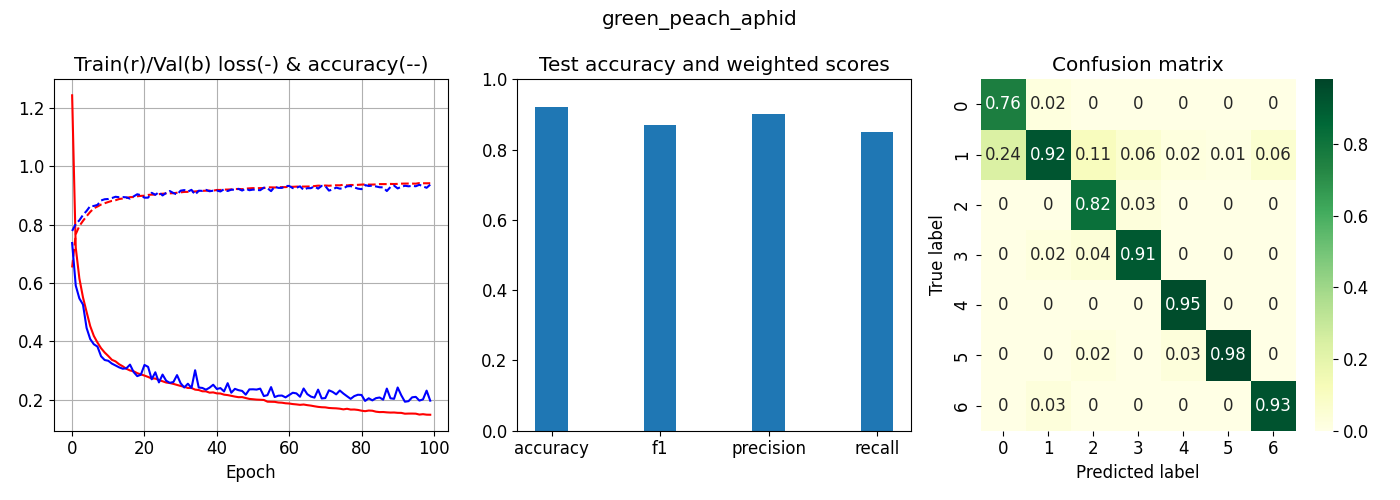 green_peach_aphid
Train(r)/Val(b) loss(-) & accuracy(--)
1.2
1.0
0.8
0.6
0.4
0.2
0 20 40 60 80 100
Epoch
Test accuracy and weighted scores
1.0
0.8
0.6
0.4
0.2
0.0
accuracy f1 precision recall
Confusion matrix
True label
0 0.76 0.02 0 0 0 0 0
1 0.24 0.92 0.11 0.06 0.02 0.01 0.06
2 0 0 0.82 0.03 0 0 0
3 0 0.02 0.04 0.91 0 0 0
4 0 0 0 0 0.95 0 0
5 0 0 0.02 0 0.03 0.98 0
6 0 0.03 0 0 0 0 0.93
0 1 2 3 4 5 6
Predicted label
0.8
0.6
0.4
0.2
0.0